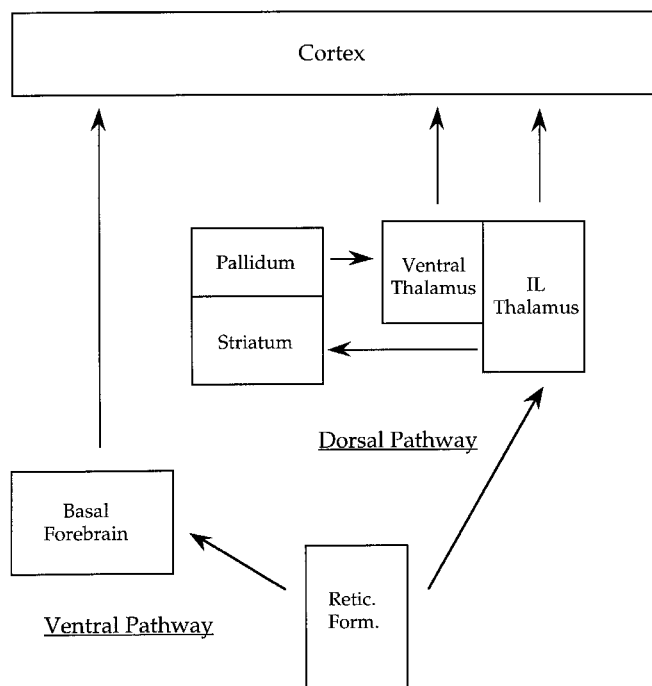 Cortex
Pallidum
Striatum
Ventral
Thalamus
IL
Thalamus
Dorsal Pathway
Basal
Forebrain
Retic.
Form.
Ventral Pathway